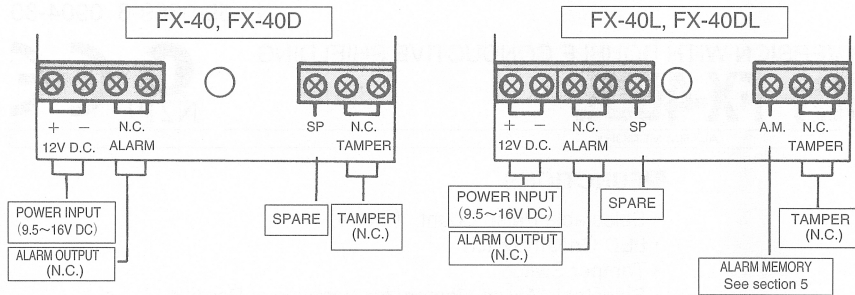 FX-40, FX-40D
+ − N.C.
12V D.C. ALARM
SP N.C.
TAMPER
POWER INPUT
(9.5~16V DC)
ALARM OUTPUT
(N.C.)
SPARE
TAMPER
(N.C.)
FX-40L, FX-40DL
+ − N.C. SP
12V D.C. ALARM
A.M. N.C.
TAMPER
POWER INPUT
(9.5~16V DC)
ALARM OUTPUT
(N.C.)
SPARE
TAMPER
(N.C.)
ALARM MEMORY
See section 5